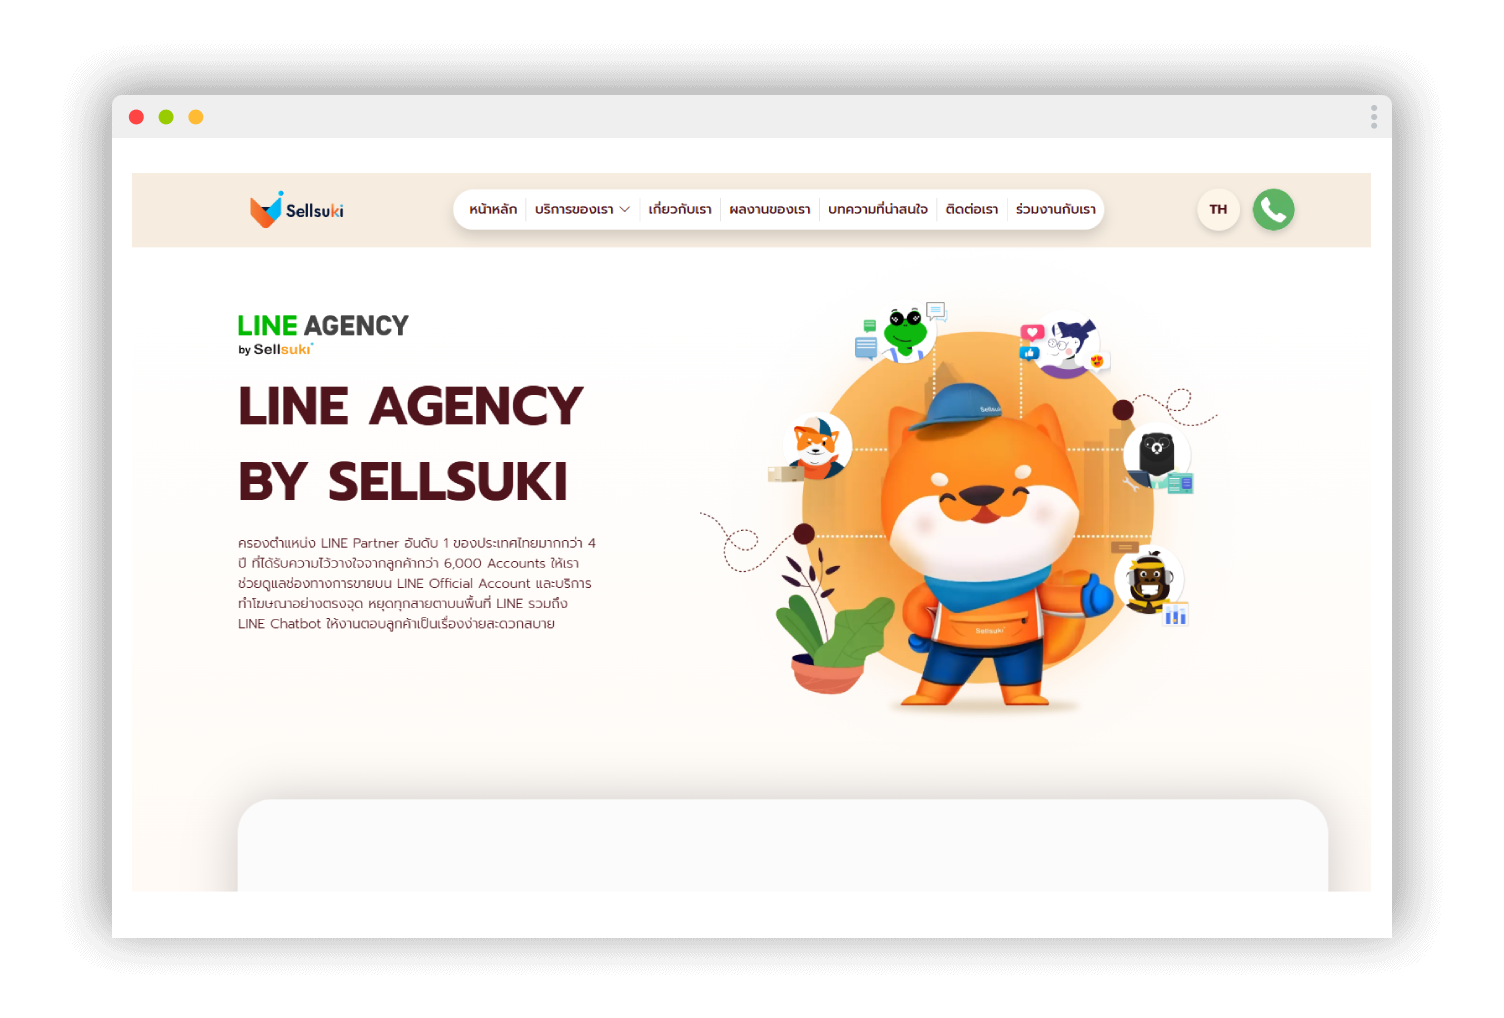 Sellsuki
หน้าหลัก
บริการของเรา
เกี่ยวกับเรา
ผลงานของเรา
บทความที่น่าสนใจ
ติดต่อเรา
ร่วมงานกับเรา
TH
LINE AGENCY
by Sellsuki
LINE AGENCY
BY SELLSUKI
ครองตำแหน่ง LINE Partner อันดับ 1 ของประเทศไทยมากกว่า 4
ปี ที่ได้รับความไว้วางใจจากลูกค้ากว่า 6,000 Accounts ให้เรา
ช่วยดูแลช่องทางการขายบน LINE Official Account และบริการ
ทำโฆษณาอย่างตรงจุด หยุดทุกสายตาบนพื้นที่ LINE รวมถึง
LINE Chatbot ให้งานตอบลูกค้าเป็นเรื่องง่ายสะดวกสบาย
Sellsuki
Sellsuki